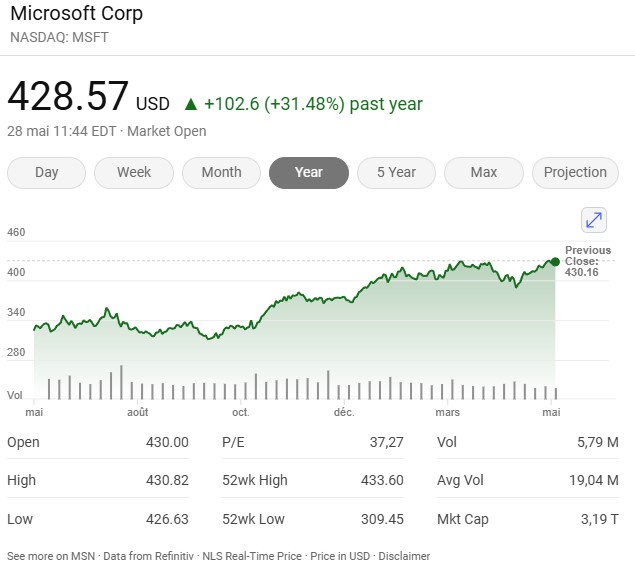 Microsoft Corp
NASDAQ: MSFT
428.57 USD ▲ +102.6 (+31.48%) past year
28 mai 11:44 EDT · Market Open
Day Week Month Year 5 Year Max Projection
460
Previous
Close:
430.16
400
340
280
Vol
mai août oct. déc. mars mai
Open 430.00 P/E 37,27 Vol 5,79 M
High 430.82 52wk High 433.60 Avg Vol 19,04 M
Low 426.63 52wk Low 309.45 Mkt Cap 3,19 T
See more on MSN · Data from Refinitiv · NLS Real-Time Price · Price in USD · Disclaimer